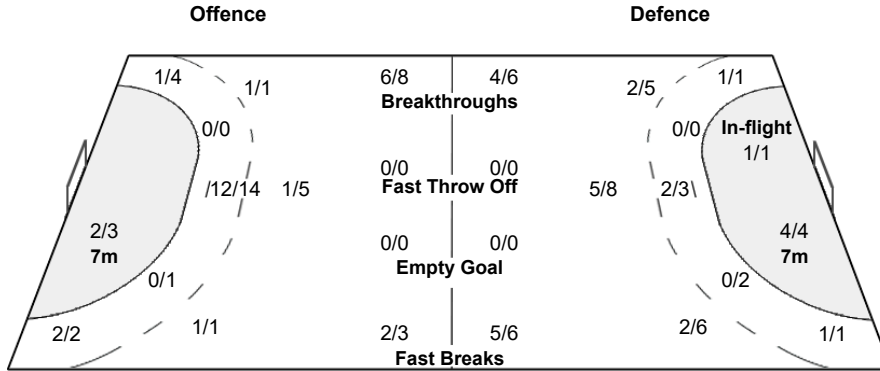 Offence Defence
1/4 1/1 6/8 4/6 2/5 1/1
Breakthroughs
0/0 0/0 In-flight
1/1
0/0 0/0
12/14 1/5 Fast Throw Off 5/8 2/3
2/3 4/4
7m 0/0 0/0 7m
Empty Goal
0/1 0/2
2/2 1/1 2/3 5/6 2/6 1/1
Fast Breaks